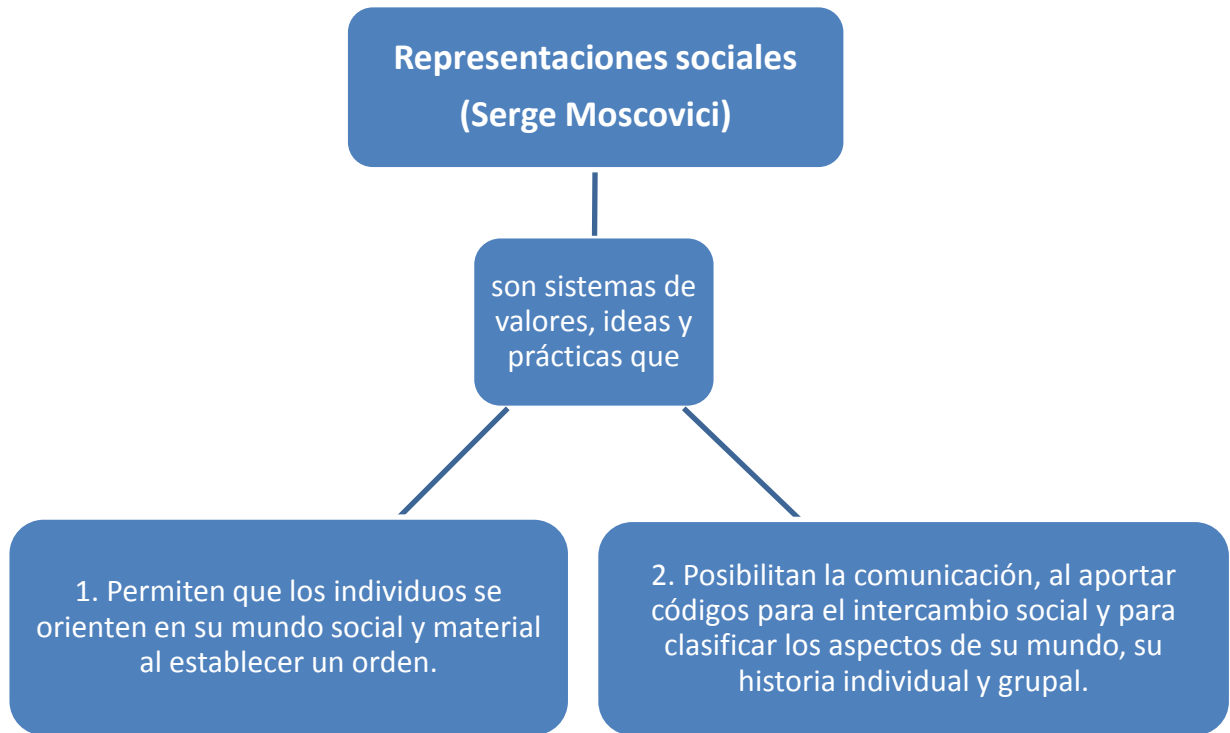 Representaciones sociales
(Serge Moscovici)
son sistemas de
valores, ideas y
prácticas que
1. Permiten que los individuos se
orienten en su mundo social y material
al establecer un orden.
2. Posibilitan la comunicación, al aportar
códigos para el intercambio social y para
clasificar los aspectos de su mundo, su
historia individual y grupal.